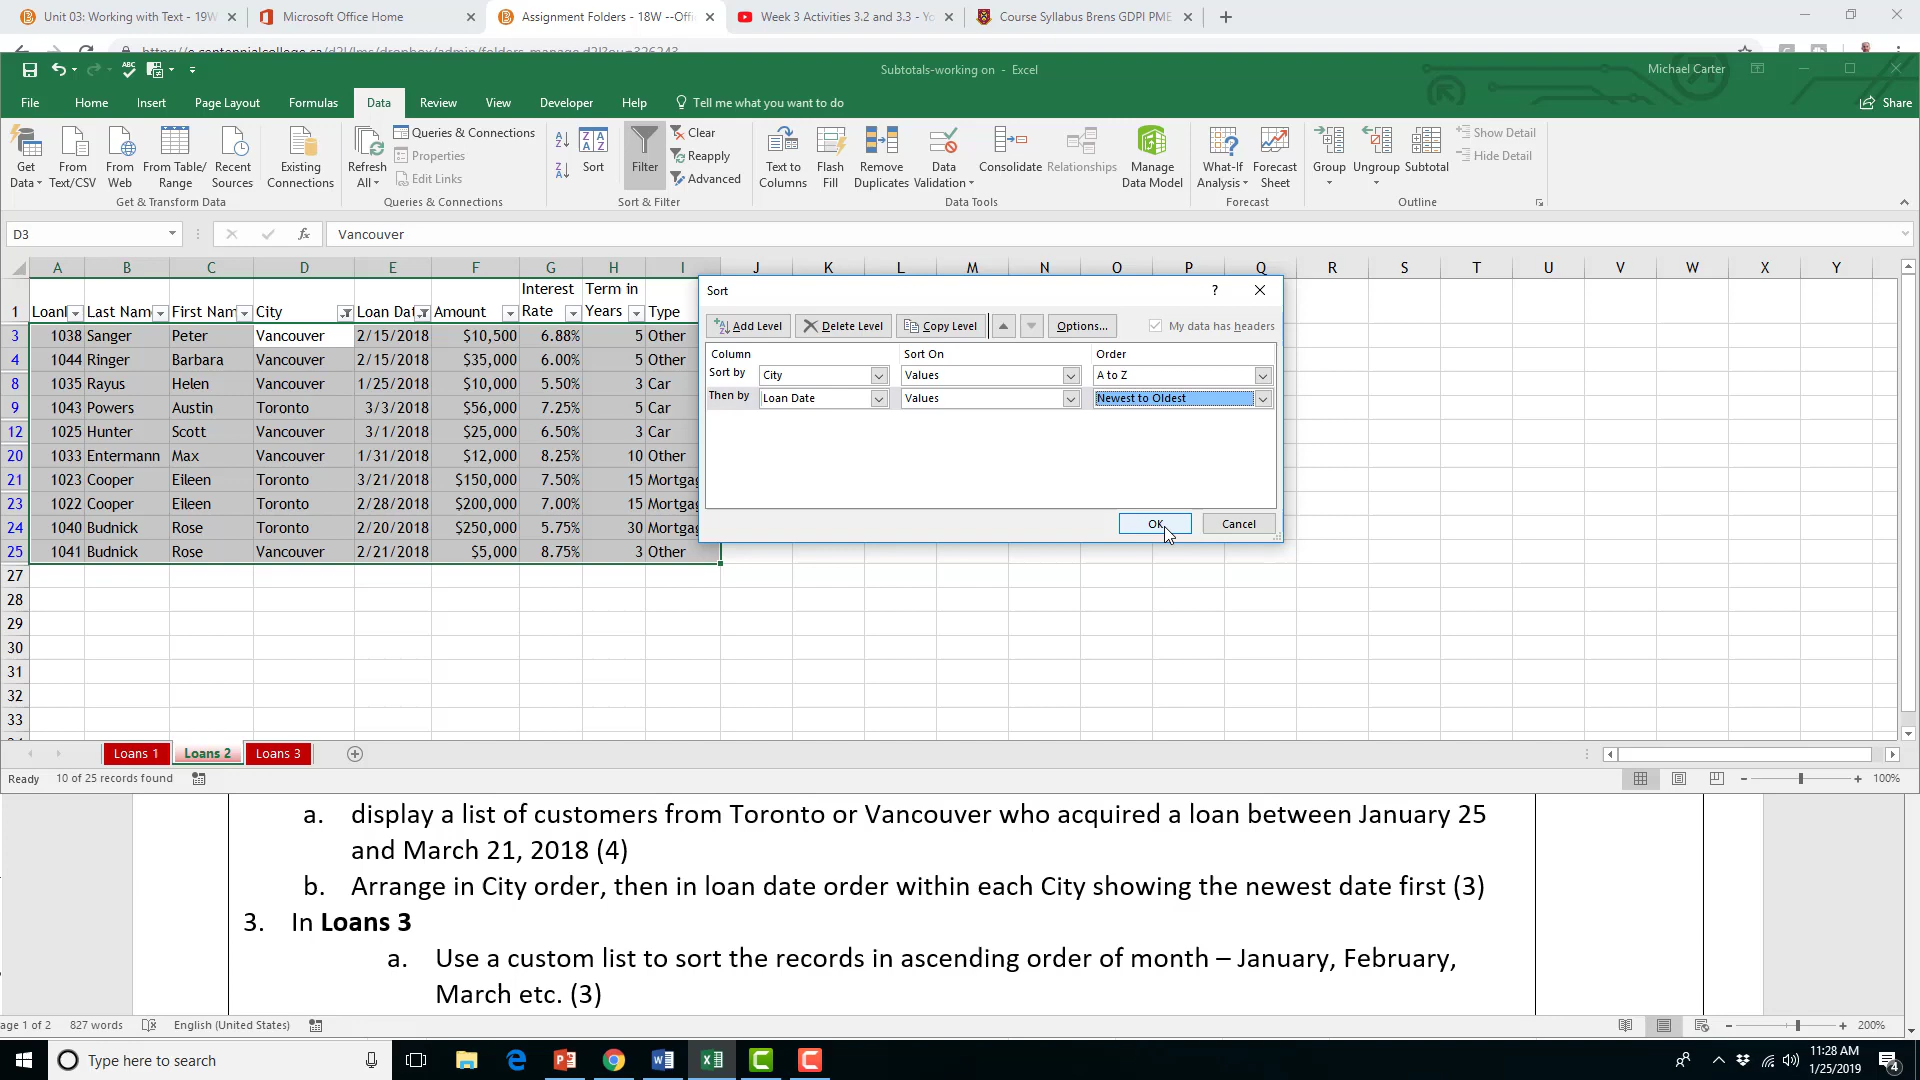 Unit 03: Working with Text - 19W
Microsoft Office Home
Assignment Folders - 18W --Offi
Week 3 Activities 3.2 and 3.3 - Yo
Course Syllabus Brens GDPI PME
Subtotals-working on - Excel
Michael Carter
File Home Insert Page Layout Formulas Data Review View Developer Help Tell me what you want to do Share
Get Data
From Text/CSV
From Web
From Table/ Range
Recent Sources
Existing Connections
Get & Transform Data
Refresh All
Queries & Connections
Properties
Edit Links
Queries & Connections
Sort
Filter
Clear
Reapply
Advanced
Sort & Filter
Text to Columns
Flash Fill
Remove Duplicates
Data Validation
Consolidate
Relationships
Manage Data Model
Data Tools
What-If Analysis
Forecast Sheet
Forecast
Group
Ungroup
Subtotal
Show Detail
Hide Detail
Outline
D3 fx Vancouver
A B C D E F G H I J K L M N O P Q R S T U V W X Y
1 LoanI Last Name First Nam City Loan Dat Amount Interest Rate Term in Years Type
3 1038 Sanger Peter Vancouver 2/15/2018 $10,500 6.88% 5 Other
4 1044 Ringer Barbara Vancouver 2/15/2018 $35,000 6.00% 5 Other
8 1035 Rayus Helen Vancouver 1/25/2018 $10,000 5.50% 3 Car
9 1043 Powers Austin Toronto 3/3/2018 $56,000 7.25% 5 Car
12 1025 Hunter Scott Vancouver 3/1/2018 $25,000 6.50% 3 Car
20 1033 Entermann Max Vancouver 1/31/2018 $12,000 8.25% 10 Other
21 1023 Cooper Eileen Toronto 3/21/2018 $150,000 7.50% 15 Mortgag
23 1022 Cooper Eileen Toronto 2/28/2018 $200,000 7.00% 15 Mortgag
24 1040 Budnick Rose Toronto 2/20/2018 $250,000 5.75% 30 Mortgag
25 1041 Budnick Rose Vancouver 2/21/2018 $5,000 8.75% 3 Other
27
28
29
30
31
32
33
Sort ?
Add Level Delete Level Copy Level Options... My data has headers
Column Sort On Order
Sort by City Values A to Z
Then by Loan Date Values Newest to Oldest
OK Cancel
Loans 1 Loans 2 Loans 3
Ready 10 of 25 records found 100%
a. display a list of customers from Toronto or Vancouver who acquired a loan between January 25
and March 21, 2018 (4)
b. Arrange in City order, then in loan date order within each City showing the newest date first (3)
3. In Loans 3
a. Use a custom list to sort the records in ascending order of month – January, February,
March etc. (3)
age 1 of 2 827 words English (United States) 200%
Type here to search
11:28 AM
1/25/2019
4